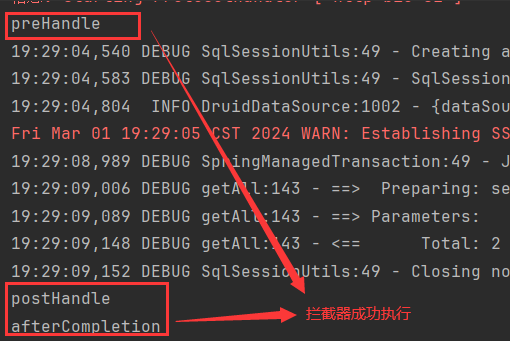 preHandle
19:29:04,540 DEBUG SqlSessionUtils:49 - Creating a
19:29:04,583 DEBUG SqlSessionUtils:49 - SqlSession
19:29:04,804  INFO DruidDataSource:1002 - {dataSou
Fri Mar 01 19:29:05 CST 2024 WARN: Establishing SS
19:29:08,989 DEBUG SpringManagedTransaction:49 - J
19:29:09,006 DEBUG getAll:143 - ==>  Preparing: se
19:29:09,089 DEBUG getAll:143 - ==> Parameters:
19:29:09,148 DEBUG getAll:143 - <==      Total: 2
19:29:09,152 DEBUG SqlSessionUtils:49 - Closing no
postHandle
拦截器成功执行
afterCompletion